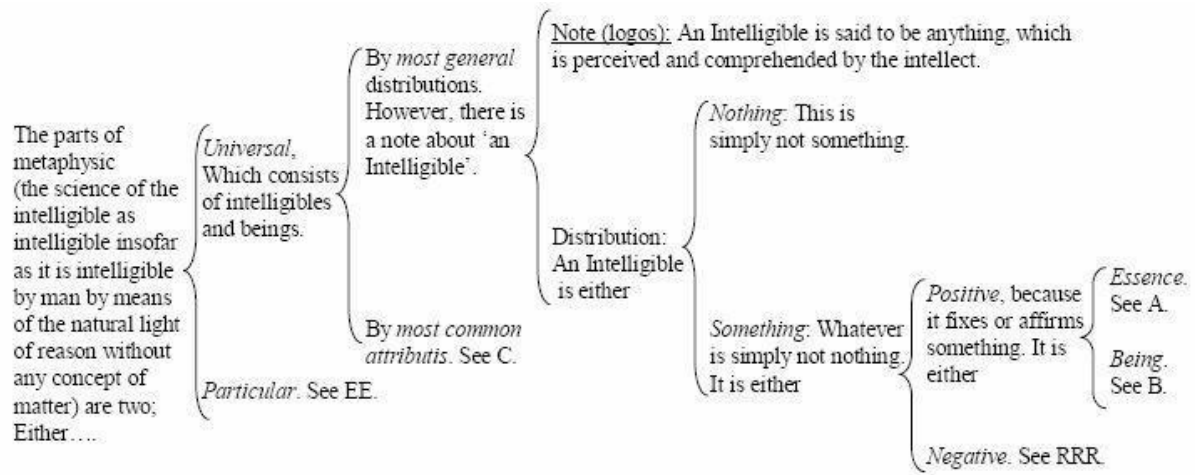 The parts of
metaphysic
(the science of the
intelligible as
intelligible insofar
as it is intelligible
by man by means
of the natural light
of reason without
any concept of
matter) are two;
Either….
Universal,
Which consists
of intelligibles
and beings.
By most general
distributions.
However, there is
a note about ‘an
Intelligible’.
Note (logos): An Intelligible is said to be anything, which
is perceived and comprehended by the intellect.
Distribution:
An Intelligible
is either
Nothing: This is
simply not something.
Something: Whatever
is simply not nothing.
It is either
Positive, because
it fixes or affirms
something. It is
either
Essence.
See A.
Being.
See B.
Negative. See RRR.
By most common
attributis. See C.
Particular. See EE.